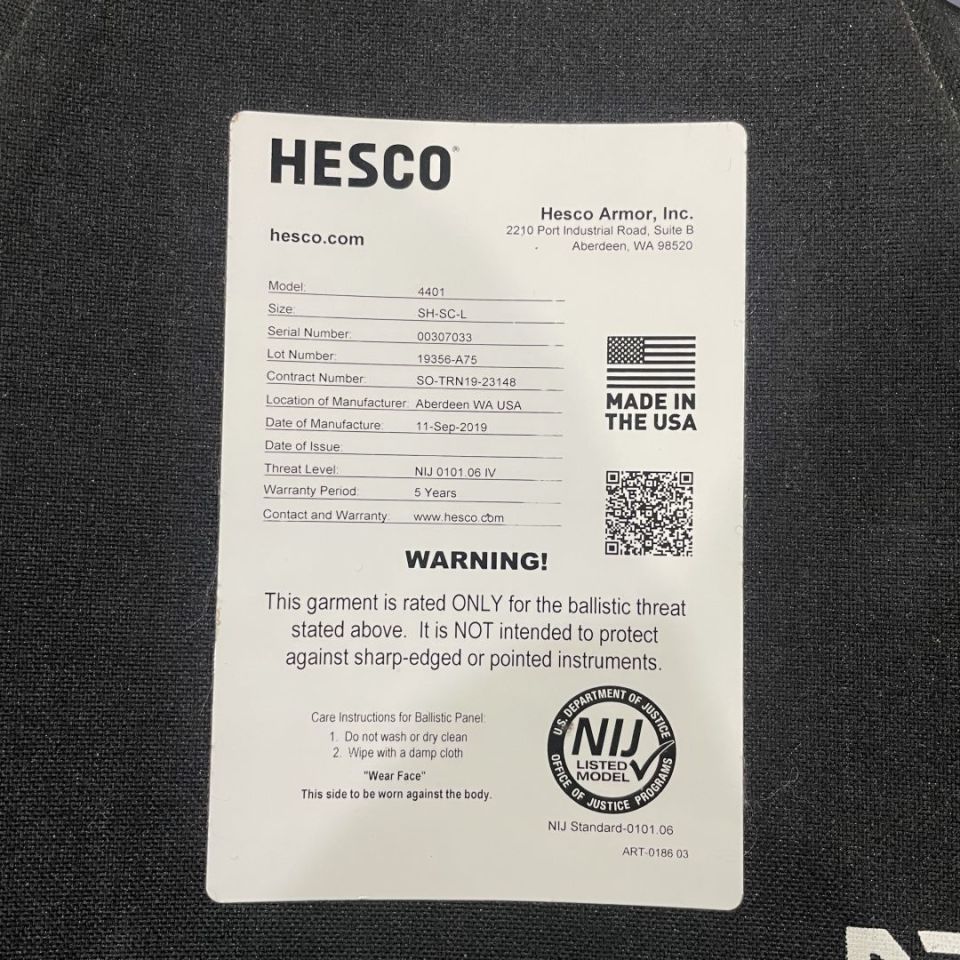 HESCO®
hesco.com
Hesco Armor, Inc.
2210 Port Industrial Road, Suite B
Aberdeen, WA 98520
Model: 4401
Size: SH-SC-L
Serial Number: 00307033
Lot Number: 19356-A75
Contract Number: SO-TRN19-23148
Location of Manufacturer: Aberdeen WA USA
Date of Manufacture: 11-Sep-2019
Date of Issue:
Threat Level: NIJ 0101.06 IV
Warranty Period: 5 Years
Contact and Warranty: www.hesco.com
MADE IN
THE USA
WARNING!
This garment is rated ONLY for the ballistic threat
stated above. It is NOT intended to protect
against sharp-edged or pointed instruments.
Care Instructions for Ballistic Panel:
1. Do not wash or dry clean
2. Wipe with a damp cloth
"Wear Face"
This side to be worn against the body.
U.S. DEPARTMENT OF JUSTICE
NIJ
LISTED
MODEL
OFFICE OF JUSTICE PROGRAMS
NIJ Standard-0101.06
ART-0186 03